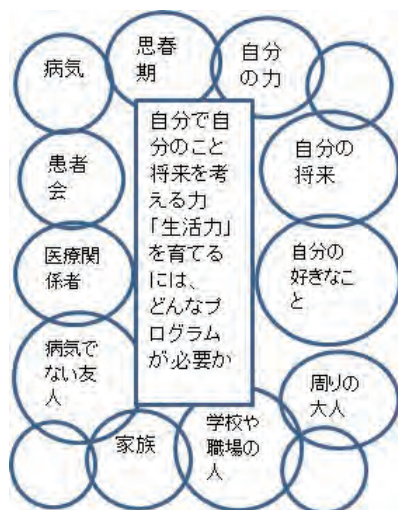 病気
思春
期
自分
の力
患者
会
自分で自
分のこと
将来を考
える力
「生活力」
を育てる
には、
どんなプ
ログラム
が必要か
自分の
将来
医療関
係者
自分の
好きなこ
と
病気で
ない友
人
周りの
大人
家族
学校や
職場の
人